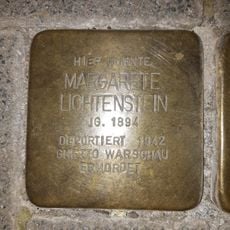 HIER WOHNTE
MARGARETE
LICHTENSTEIN
JG. 1894
DEPORTIERT 1942
GHETTO WARSCHAU
ERMORDET